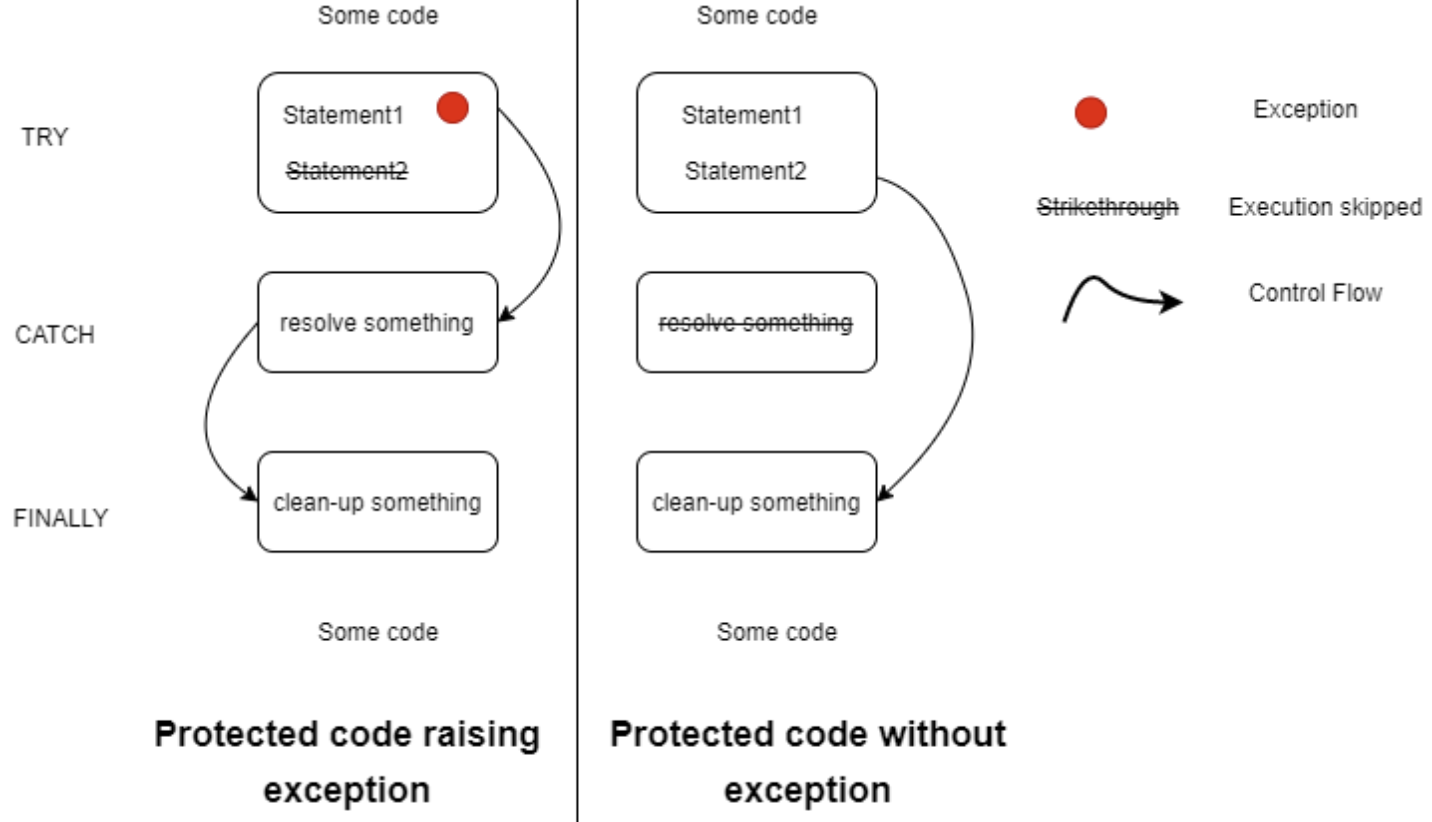 Some code
Some code
TRY
Statement1
Statement2
Statement1
Statement2
Exception
Strikethrough
Execution skipped
Control Flow
CATCH
resolve something
resolve something
FINALLY
clean-up something
clean-up something
Some code
Some code
Protected code raising
exception
Protected code without
exception